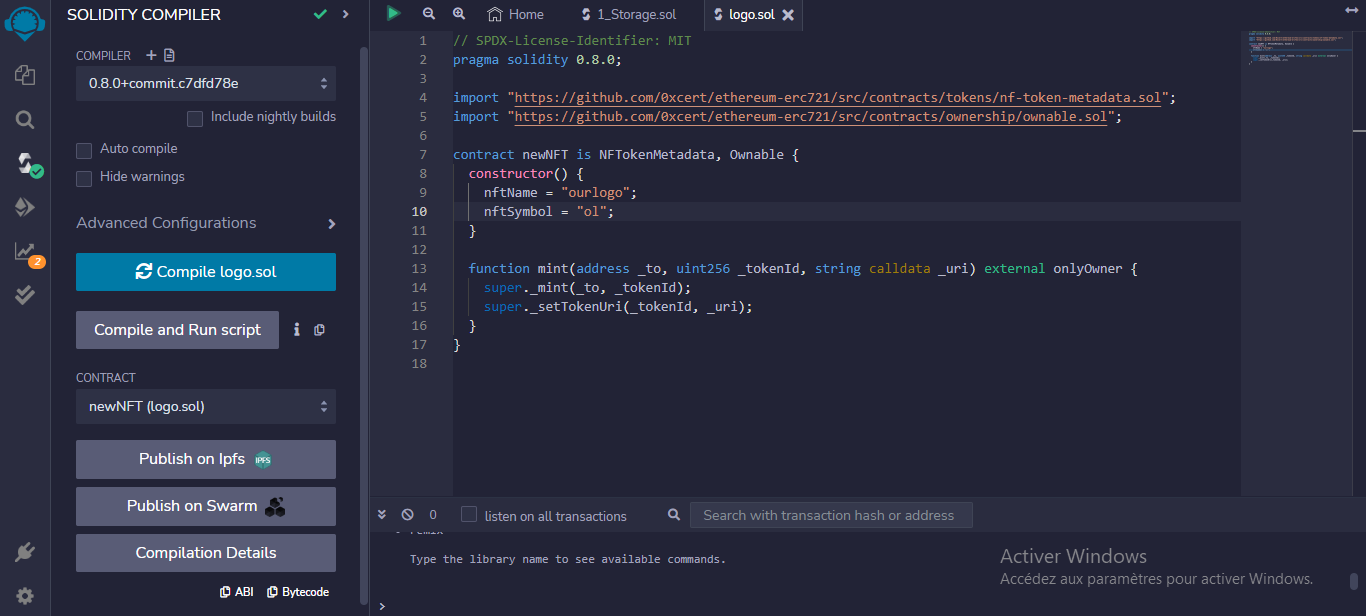 SOLIDITY COMPILER
COMPILER
0.8.0+commit.c7dfd78e
Include nightly builds
Auto compile
Hide warnings
Advanced Configurations
Compile logo.sol
Compile and Run script
CONTRACT
newNFT (logo.sol)
Publish on Ipfs IPFS
Publish on Swarm
Compilation Details
ABI Bytecode
2
Home 1_Storage.sol logo.sol
1 // SPDX-License-Identifier: MIT
2 pragma solidity 0.8.0;
3
4 import "https://github.com/0xcert/ethereum-erc721/src/contracts/tokens/nf-token-metadata.sol";
5 import "https://github.com/0xcert/ethereum-erc721/src/contracts/ownership/ownable.sol";
6
7 contract newNFT is NFTokenMetadata, Ownable {
8 constructor() {
9 nftName = "ourlogo";
10 nftSymbol = "ol";
11 }
12
13 function mint(address _to, uint256 _tokenId, string calldata _uri) external onlyOwner {
14 super._mint(_to, _tokenId);
15 super._setTokenUri(_tokenId, _uri);
16 }
17 }
18
0 listen on all transactions Search with transaction hash or address
remix
Type the library name to see available commands.
>
Activer Windows
Accédez aux paramètres pour activer Windows.